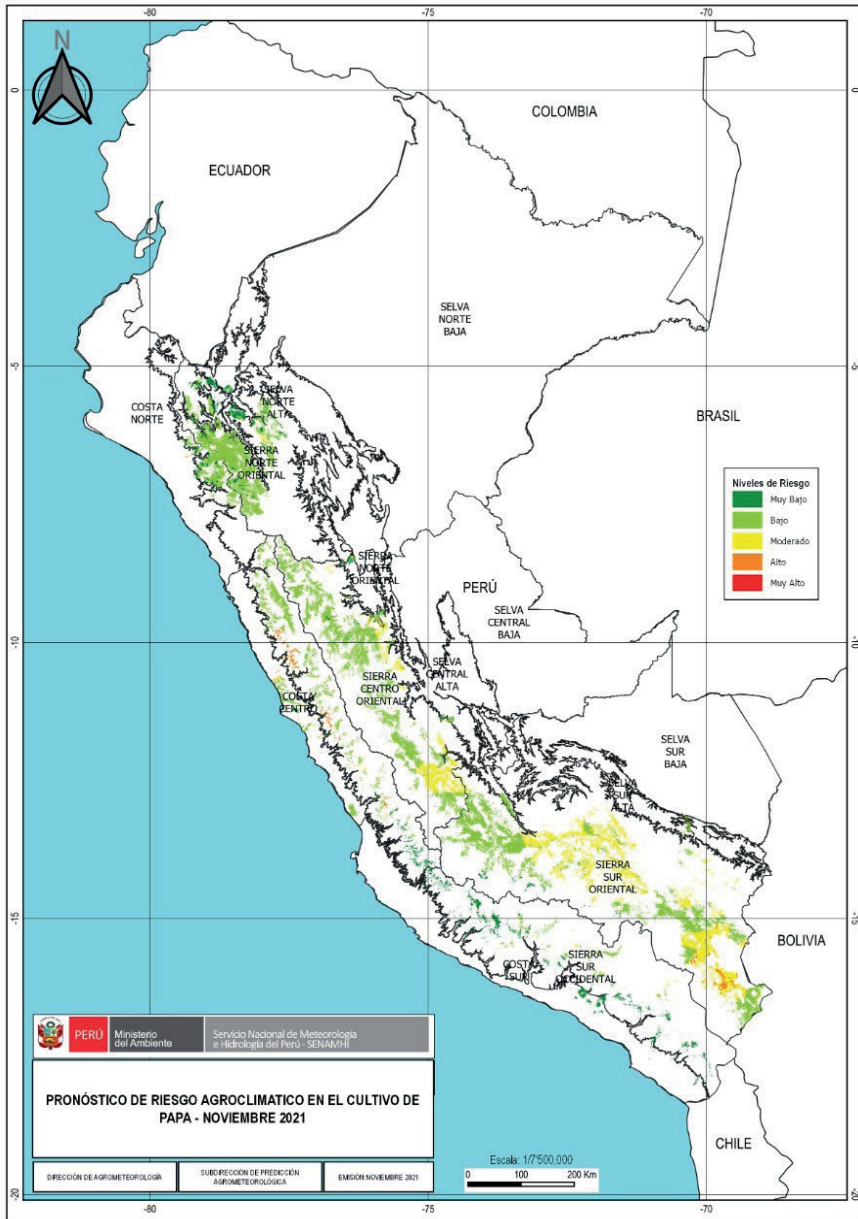 -80
-75
-70
N
0
COLOMBIA
ECUADOR
SELVA
NORTE
BAJA
-5
-5
SELVA
NORTE
ALTA
COSTA
NORTE
BRASIL
SIERRA
NORTE
ORIENTAL
Niveles de Riesgo
Muy Bajo
Bajo
Moderado
Alto
Muy Alto
SIERRA
NORTE
ORIENTAL
PERÚ
SELVA
CENTRAL
BAJA
-10
-10
SELVA
CENTRAL
ALTA
SIERRA
CENTRO
ORIENTAL
COSTA
CENTRO
SELVA
SUR
BAJA
SELVA
SUR
ALTA
SIERRA
SUR
ORIENTAL
-15
-15
BOLIVIA
SIERRA
SUR
OCCIDENTAL
COSTA
SUR
PERÚ
Ministerio
del Ambiente
Servicio Nacional de Meteorología
e Hidrología del Perú - SENAMHI
PRONÓSTICO DE RIESGO AGROCLIMATICO EN EL CULTIVO DE
PAPA - NOVIEMBRE 2021
CHILE
DIRECCIÓN DE AGROMETEOROLOGÍA
SUBDIRECCIÓN DE PREDICCIÓN
AGROMETEOROLÓGICA
EMISIÓN:NOVIEMBRE 2021
Escala: 1/7'500.000
0 100 200 Km
-20
-20
-80
-75
-70